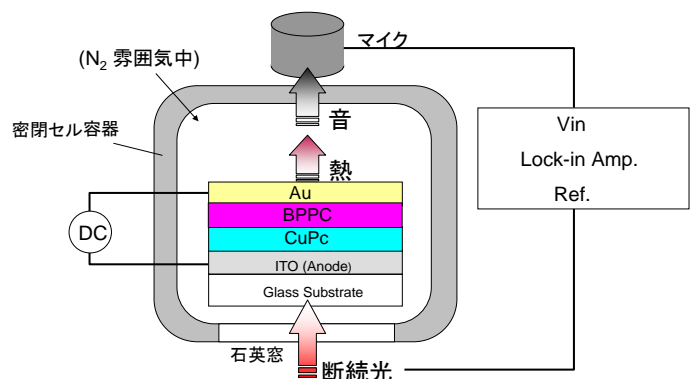 マイク
(N2 雰囲気中)
密閉セル容器
音
熱
Vin
Lock-in Amp.
Ref.
Au
BPPC
CuPc
DC
ITO (Anode)
Glass Substrate
石英窓
断続光